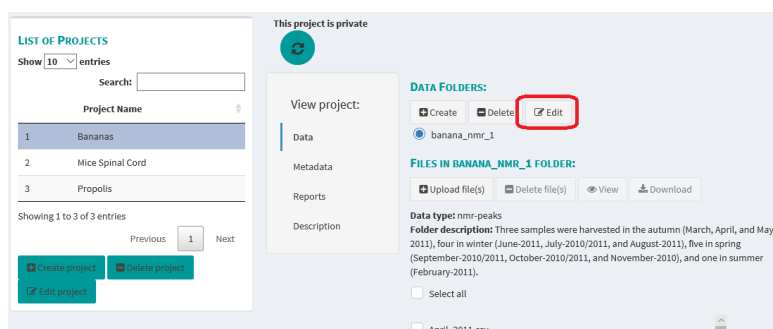 This project is private
LIST OF PROJECTS
Show 10 entries
Search:
Project Name
1 Bananas
2 Mice Spinal Cord
3 Propolis
Showing 1 to 3 of 3 entries
Previous 1 Next
Create project Delete project
Edit project
View project:
Data
Metadata
Reports
Description
DATA FOLDERS:
Create Delete Edit
banana_nmr_1
FILES IN BANANA_NMR_1 FOLDER:
Upload file(s) Delete file(s) View Download
Data type: nmr-peaks
Folder description: Three samples were harvested in the autumn (March, April, and May
2011), four in winter (June-2011, July-2010/2011, and August-2011), five in spring
(September-2010/2011, October-2010/2011, and November-2010), and one in summer
(February-2011).
Select all
April_2011.csv